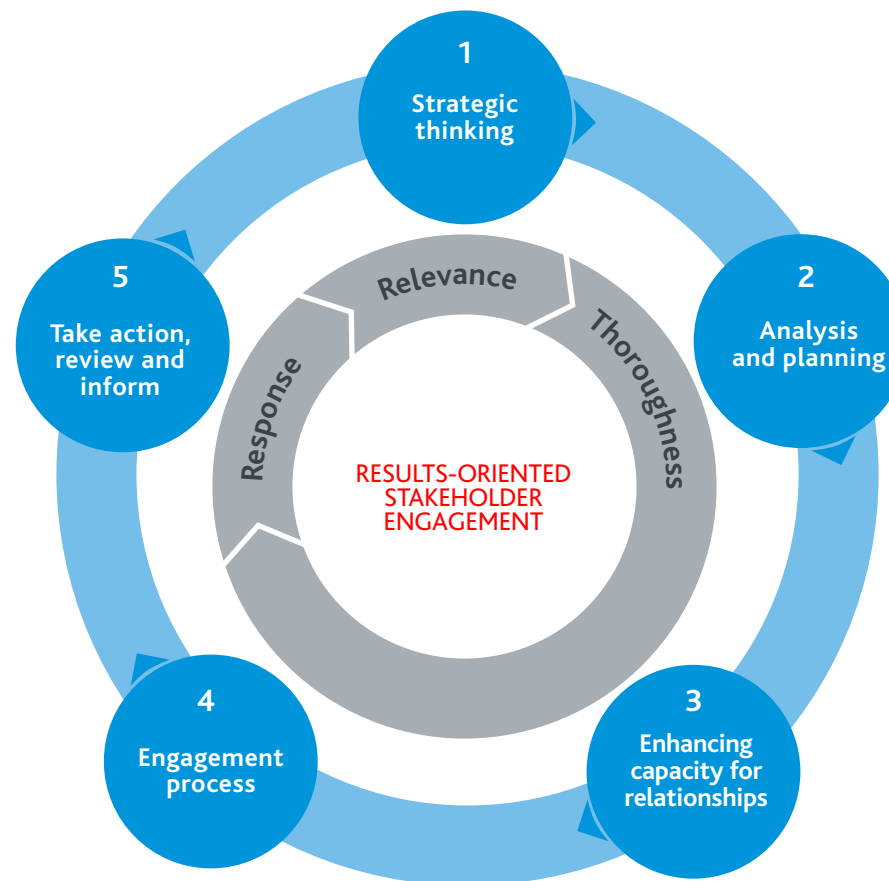 1
Strategic
thinking
2
Analysis
and planning
3
Enhancing
capacity for
relationships
4
Engagement
process
5
Take action,
review and
inform
Relevance
Thoroughness
Response
RESULTS-ORIENTED
STAKEHOLDER
ENGAGEMENT